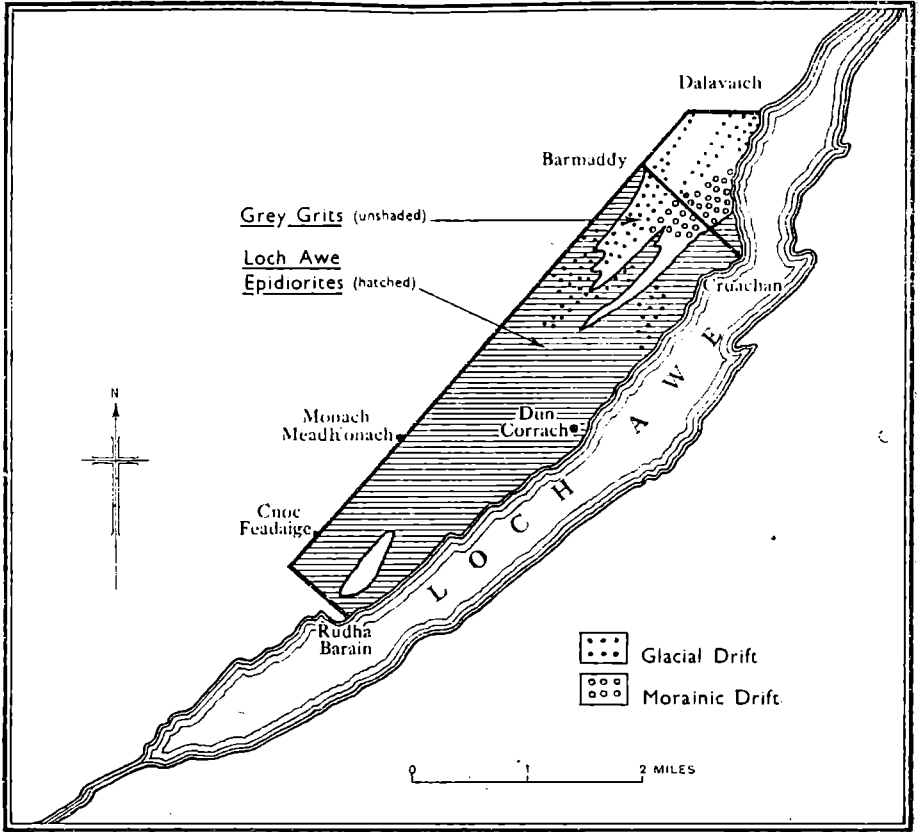 Dalavaich
Barmaddy
Grey Grits (unshaded)
Loch Awe
Epidiorites (hatched)
Cruachan
N
Monach
Meadhonach
Dun
Corrach
Cnoc
Feadaige
LOCH AWE
Rudha
Barain
Glacial Drift
Morainic Drift
0 1 2 MILES